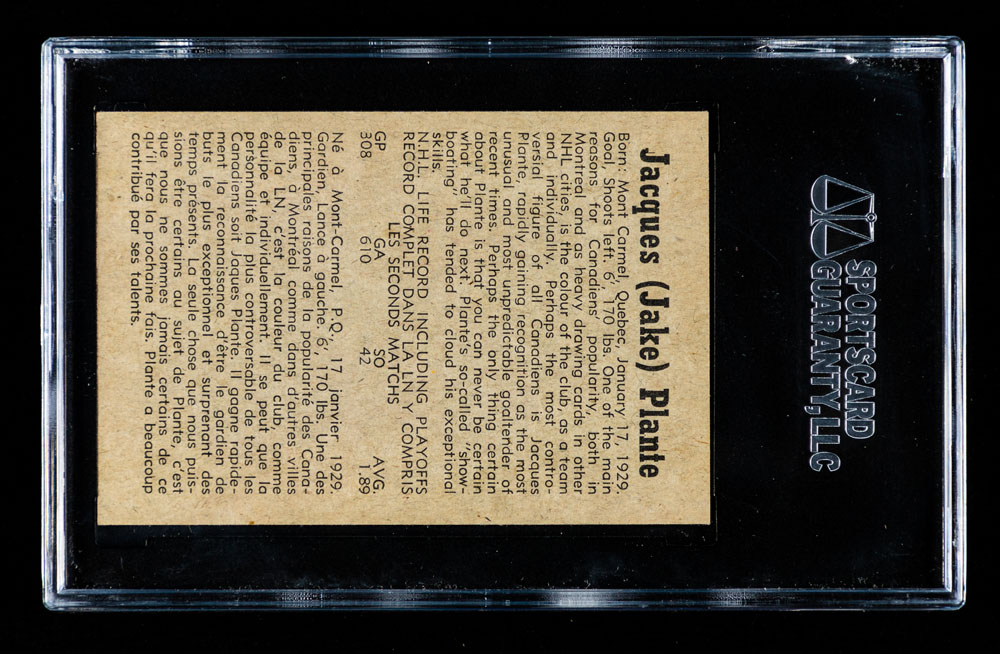 SPORTSCARD
GUARANTY, LLC
Jacques (Jake) Plante
Born: Mont Carmel, Quebec, January 17, 1929.
Goal, Shoots left. 6', 170 lbs. One of the main
reasons for Canadiens' popularity, both in
Montreal and as heavy drawing cards in other
NHL cities, is the colour of the club, as a team
and individually. Perhaps the most contro-
versial figure of all Canadiens is Jacques
Plante, rapidly gaining recognition as the most
unusual and most unpredictable goaltender of
recent times. Perhaps the only thing certain
about Plante is that you can never be certain
what he'll do next. Plante's so-called "show-
boating" has tended to cloud his exceptional
skills.
N.H.L. LIFE RECORD INCLUDING PLAYOFFS
RECORD COMPLET DANS LA LN Y COMPRIS
LES SECONDS MATCHS
GP GA SO AVG.
308 610 42 1.89
Né à Mont-Carmel, P.Q., 17 janvier 1929.
Gardien, Lance à gauche, 6', 170 lbs. Une des
principales raisons de la popularité des Cana-
diens, à Montréal comme dans d'autres villes
de la LN, c'est la couleur du club, comme
équipe et individuellement. Il se peut que la
personnalité la plus controversable de tous les
Canadiens soit Jaques Plante. Il gagne rapide-
ment la reconnaissance d'être le gardien de
buts le plus exceptionnel et surprenant des
temps présents. La seule chose que nous puis-
sions être certains au sujet de Plante, c'est
que nous ne sommes jamais certains de ce
qu'il fera la prochaine fais. Plante a beaucoup
contribué par ses talents.